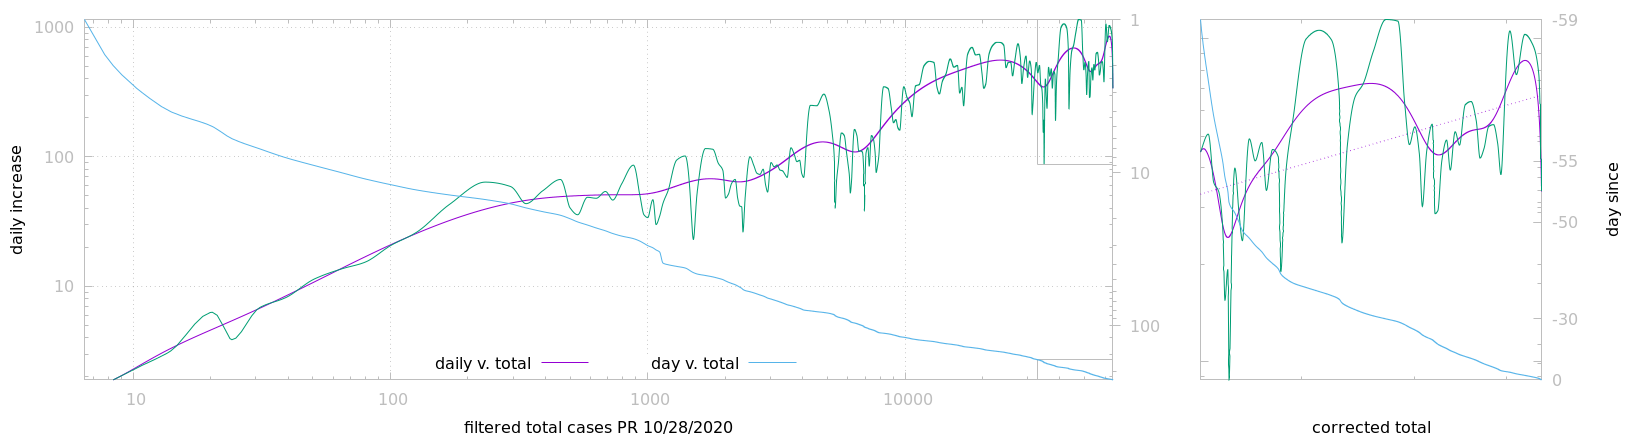 1000
100
10
daily increase
10
100
1000
10000
filtered total cases PR 10/28/2020
daily v. total
day v. total
1
10
100
-59
-55
-50
-30
0
day since
corrected total